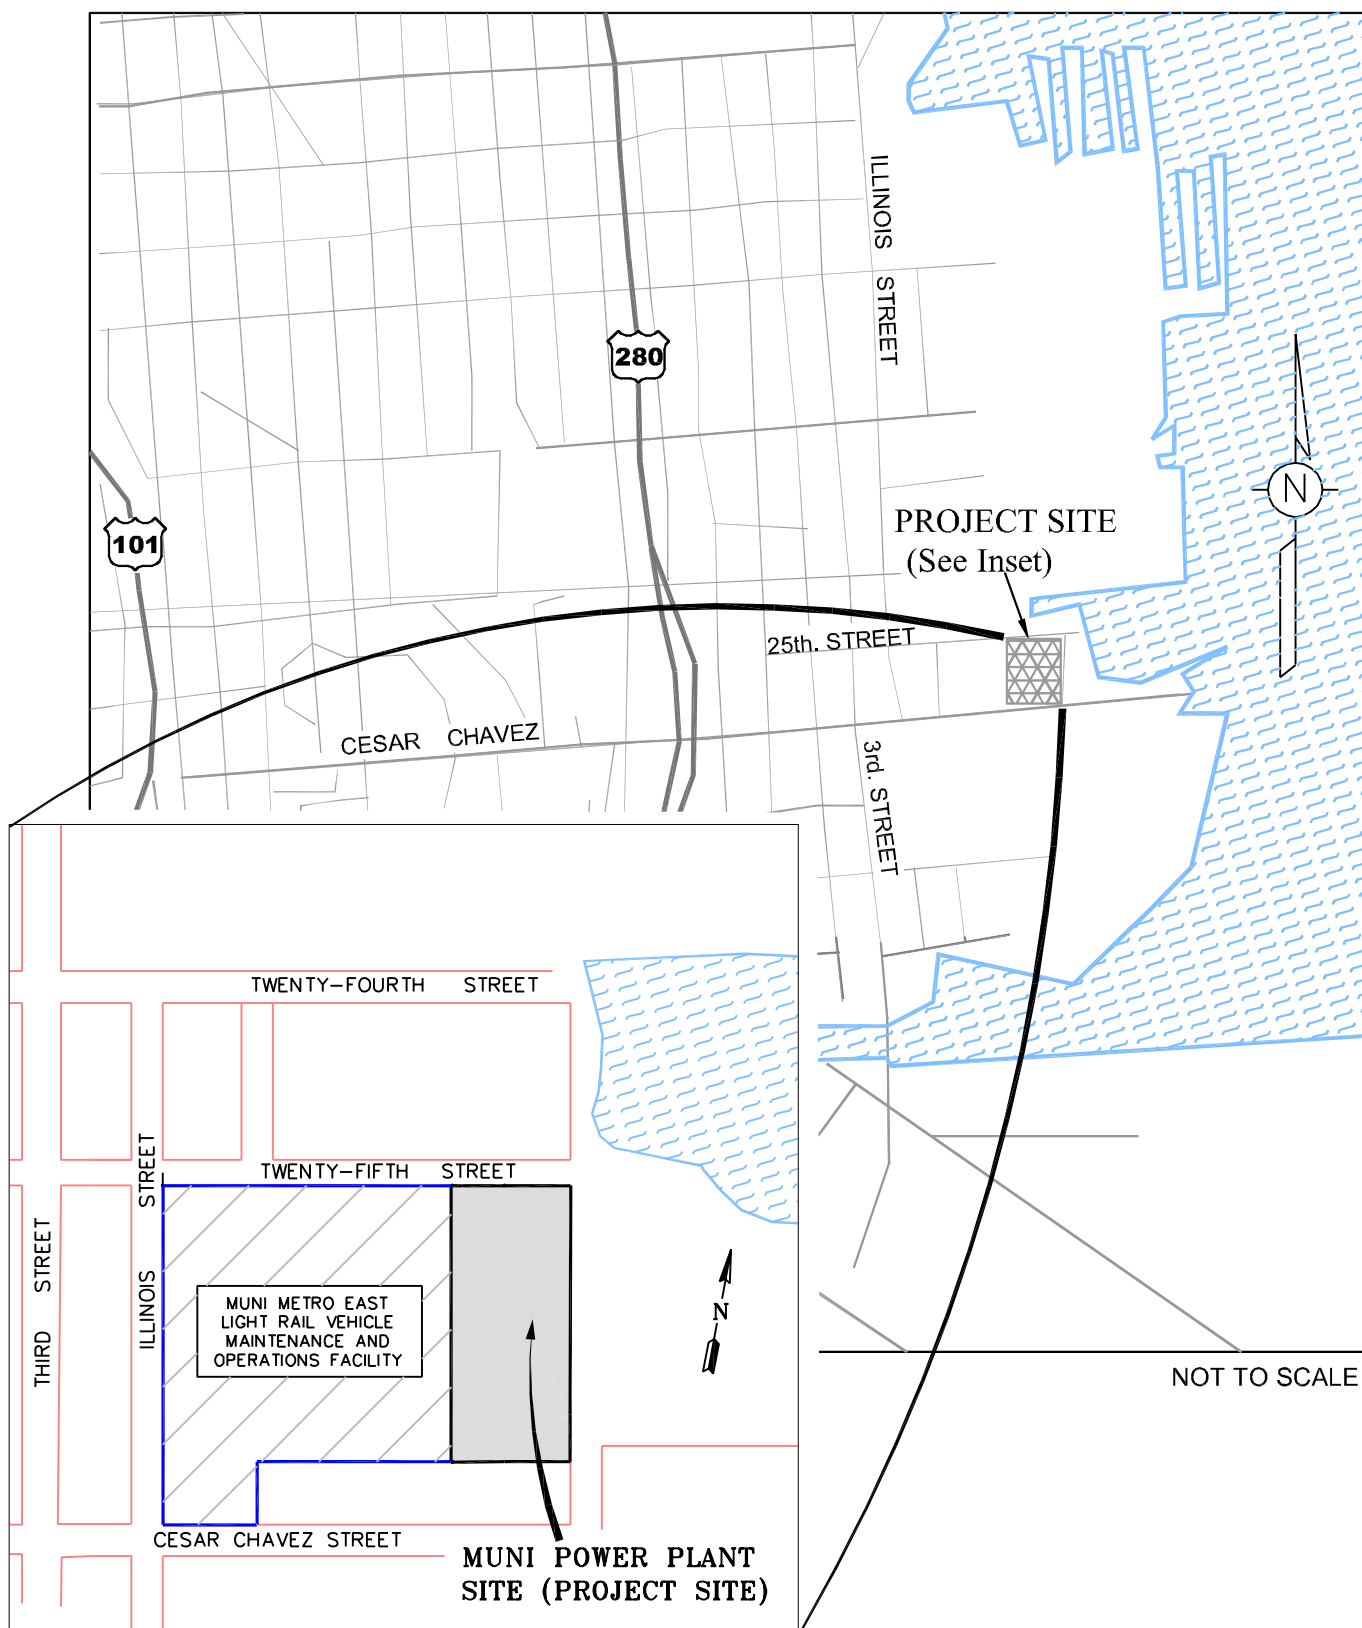 ILLINOIS STREET
280
N
101
PROJECT SITE
(See Inset)
25th. STREET
CESAR CHAVEZ
3rd. STREET
TWENTY-FOURTH STREET
TWENTY-FIFTH STREET
ILLINOIS STREET
THIRD STREET
MUNI METRO EAST
LIGHT RAIL VEHICLE
MAINTENANCE AND
OPERATIONS FACILITY
N
NOT TO SCALE
CESAR CHAVEZ STREET
MUNI POWER PLANT
SITE (PROJECT SITE)